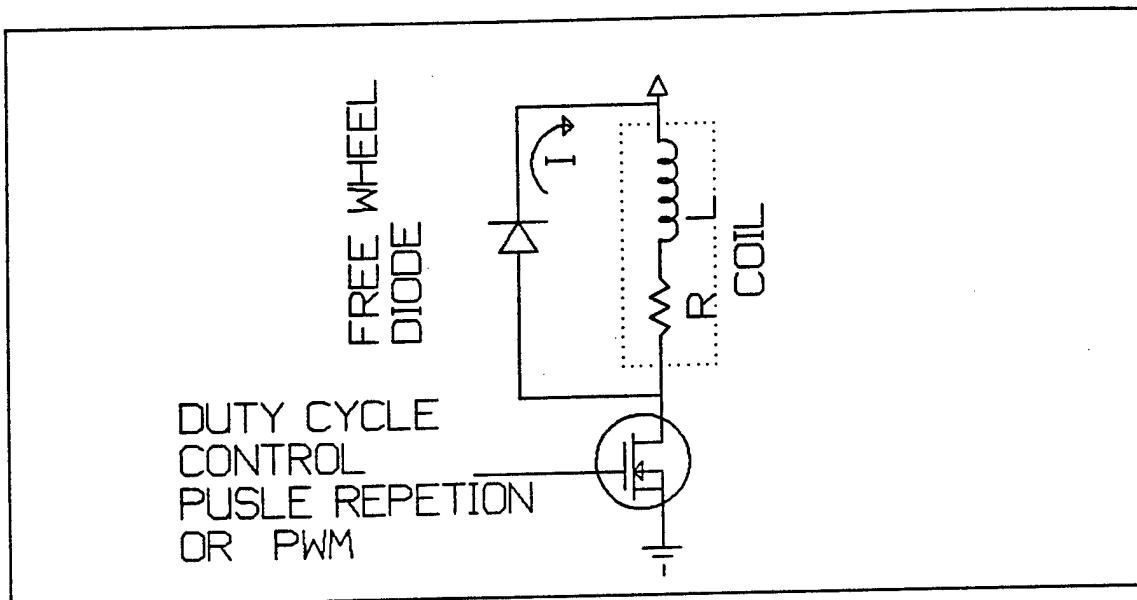 FREE WHEEL
DIODE
I
L
R
COIL
DUTY CYCLE
CONTROL
PUSLE REPETION
OR PWM